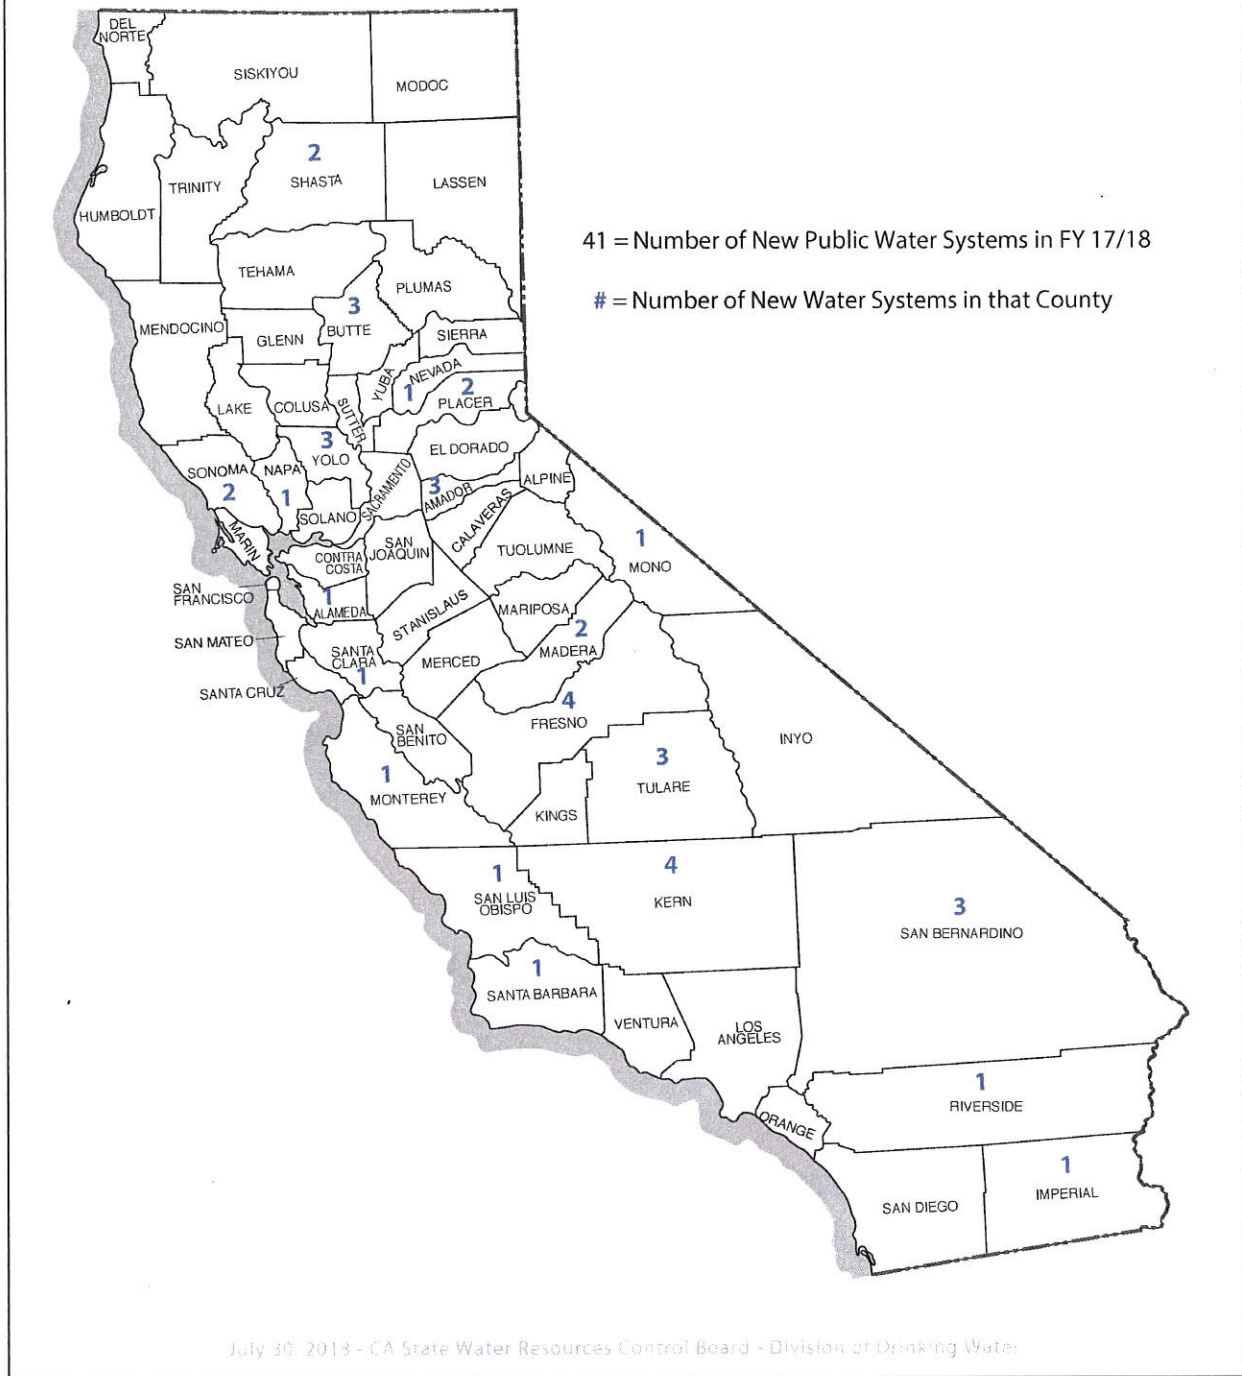 DEL
NORTE
SISKIYOU
MODOC
2
SHASTA
TRINITY
LASSEN
HUMBOLDT
41 = Number of New Public Water Systems in FY 17/18
TEHAMA
PLUMAS
# = Number of New Water Systems in that County
3
BUTTE
MENDOCINO
GLENN
SIERRA
NEVADA
1
YUBA
2
PLACER
LAKE
COLUSA
SUTTER
3
YOLO
EL DORADO
SONOMA
2
NAPA
1
SACRAMENTO
3
AMADOR
ALPINE
SOLANO
CALAVERAS
MARIN
SAN
JOAQUIN
1
MONO
TUOLUMNE
CONTRA
COSTA
SAN
FRANCISCO
1
ALAMEDA
STANISLAUS
MARIPOSA
SAN MATEO
2
MADERA
SANTA
CLARA
1
MERCED
SANTA CRUZ
4
FRESNO
SAN
BENITO
INYO
3
TULARE
1
MONTEREY
KINGS
1
SAN LUIS
OBISPO
4
KERN
3
SAN BERNARDINO
1
SANTA BARBARA
VENTURA
LOS
ANGELES
1
RIVERSIDE
ORANGE
1
IMPERIAL
SAN DIEGO
July 30, 2018 - CA State Water Resources Control Board - Division of Drinking Water